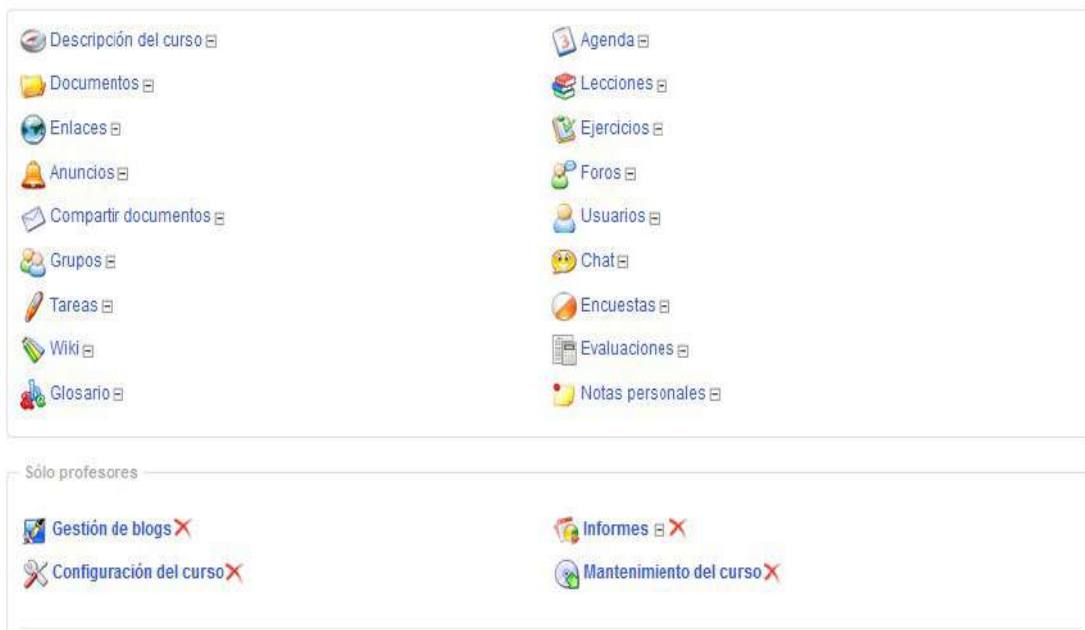 Descripción del curso
Agenda
Documentos
Lecciones
Enlaces
Ejercicios
Anuncios
Foros
Compartir documentos
Usuarios
Grupos
Chat
Tareas
Encuestas
Wiki
Evaluaciones
Glosario
Notas personales
Sólo profesores
Gestión de blogs
Informes
Configuración del curso
Mantenimiento del curso